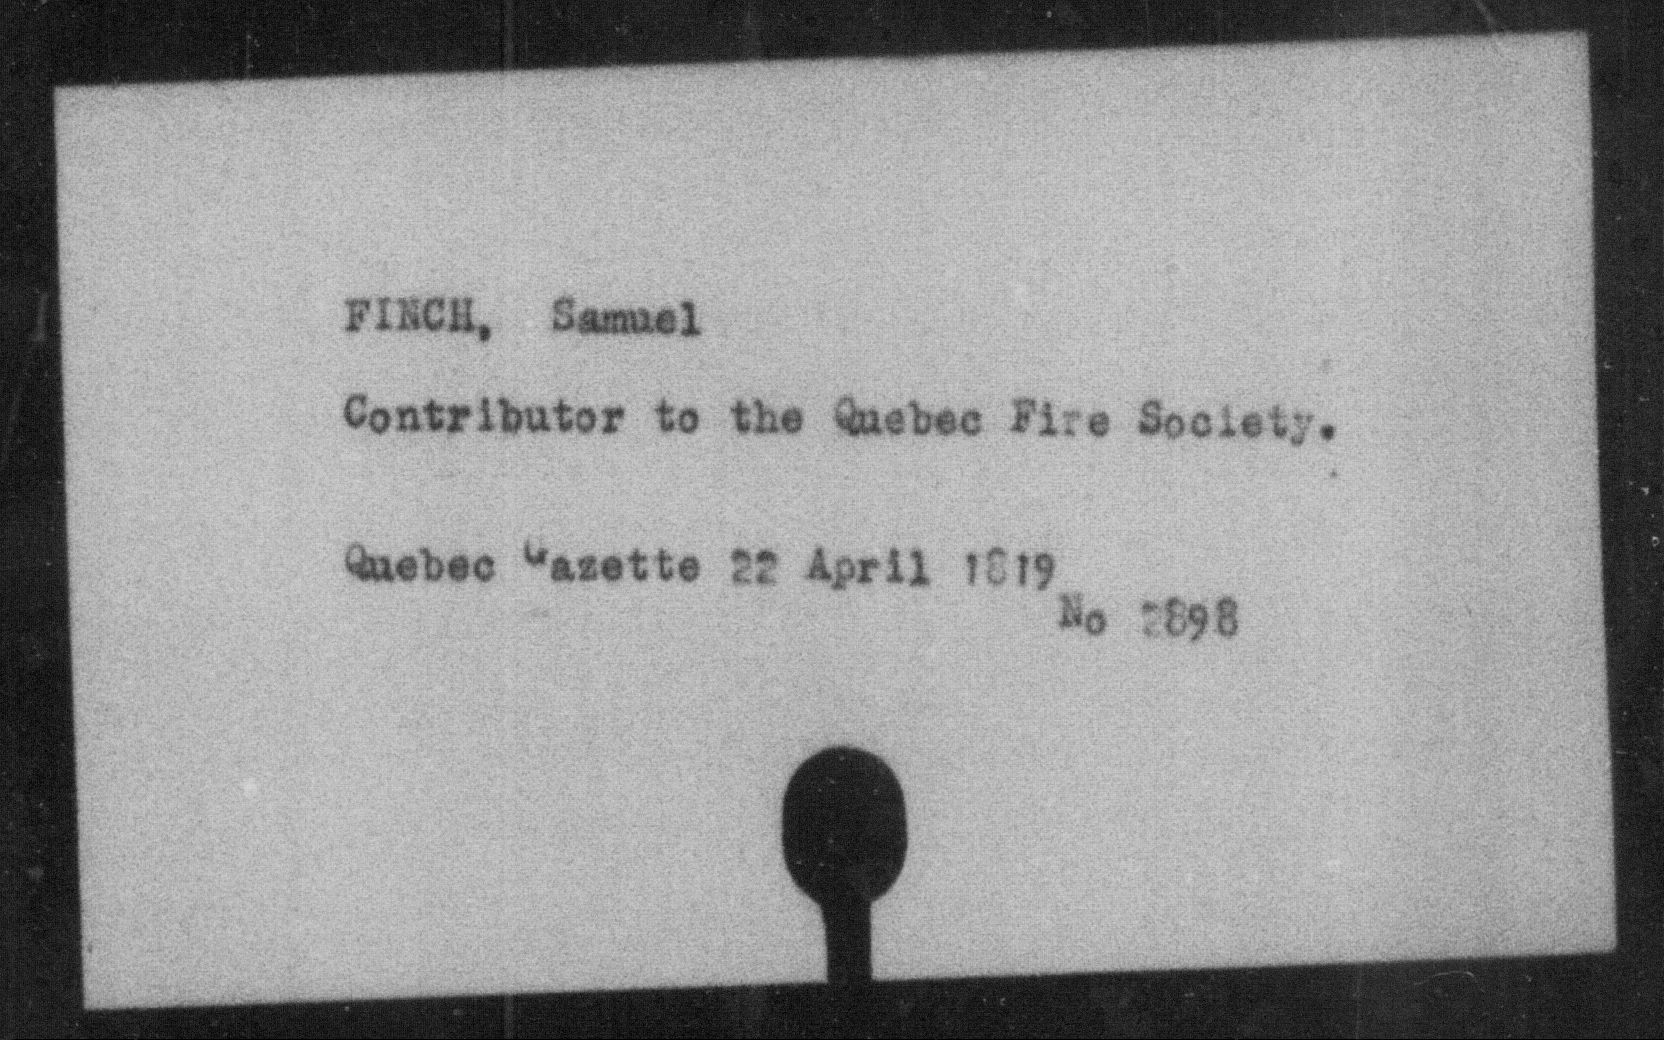 FINCH, Samuel
Contributor to the Quebec Fire Society.
Quebec Gazette 22 April 1819
No 2898